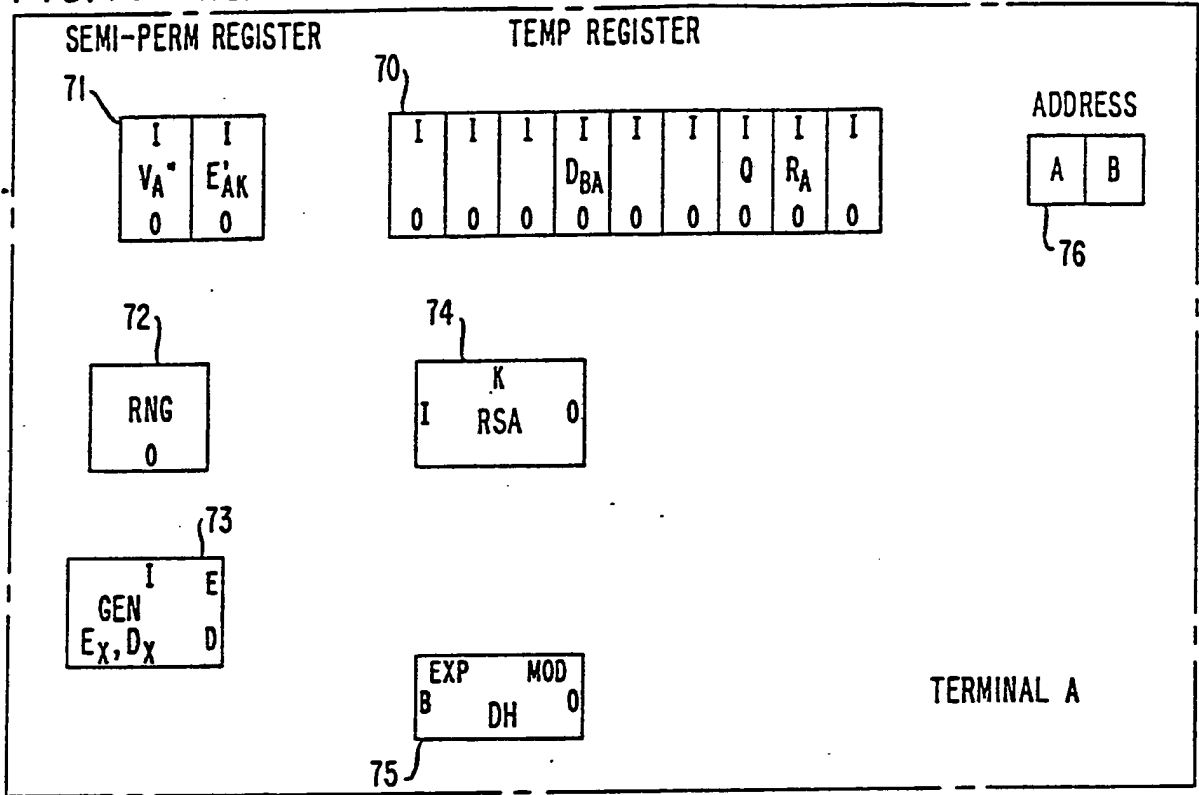 SEMI-PERM REGISTER
TEMP REGISTER
71
70
ADDRESS
I I
V_A" E'_AK
0 0
I I 1 I I I I I I
D_BA Q R_A
0 0 0 0 0 0 0 0 0
A B
76
72
RNG
0
74
K
I RSA 0
73
I E
GEN
E_X, D_X D
EXP MOD
B DH 0
75
TERMINAL A